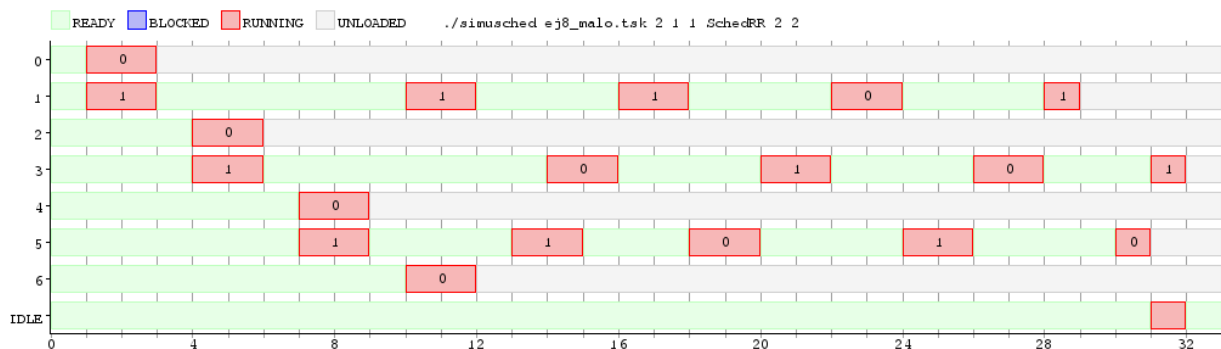 READY BLOCKED RUNNING UNLOADED ./simusched ej8_malo.tsk 2 1 1 SchedRR 2 2
0 0
1 1 1 1 0 1
2 0
3 1 0 1 0 1
4 0
5 1 1 0 1 0
6 0
IDLE
0 4 8 12 16 20 24 28 32